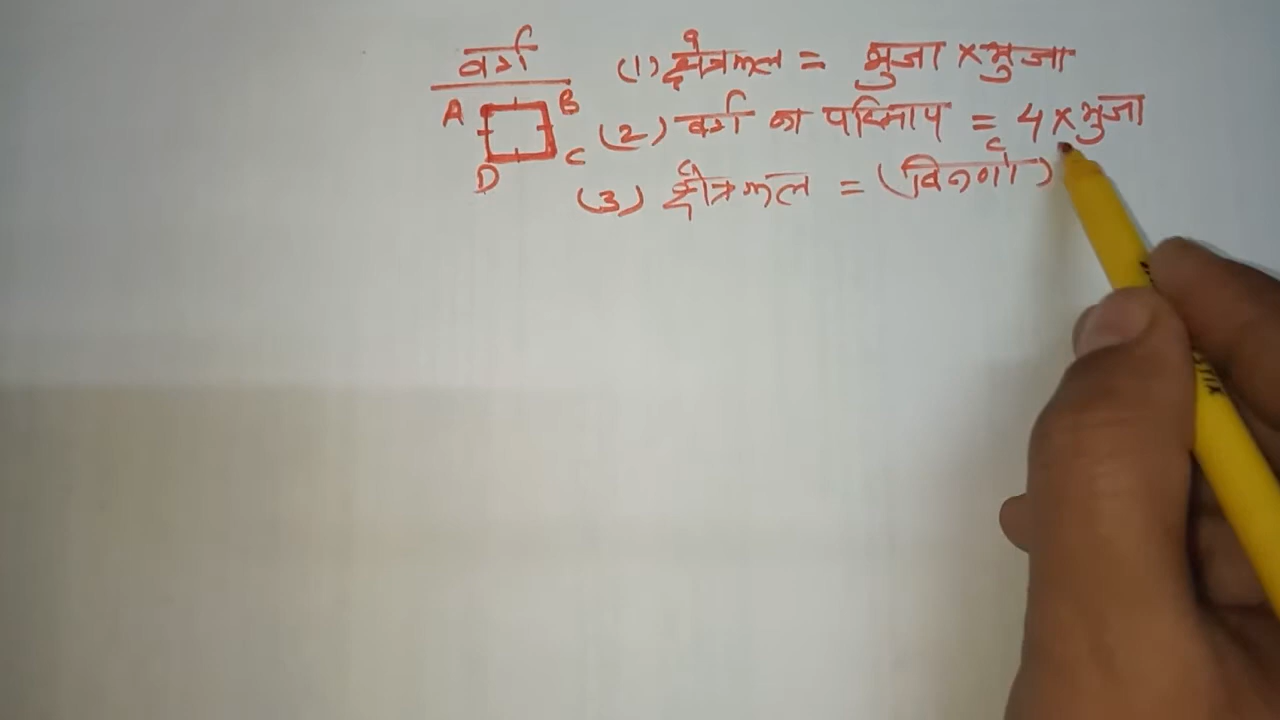 वर्ग
(1) क्षेत्रफल = भुजा × भुजा
A B
D C
(2) वर्ग का परिमाप = 4 × भुजा
(3) क्षेत्रफल = (विकर्ण)